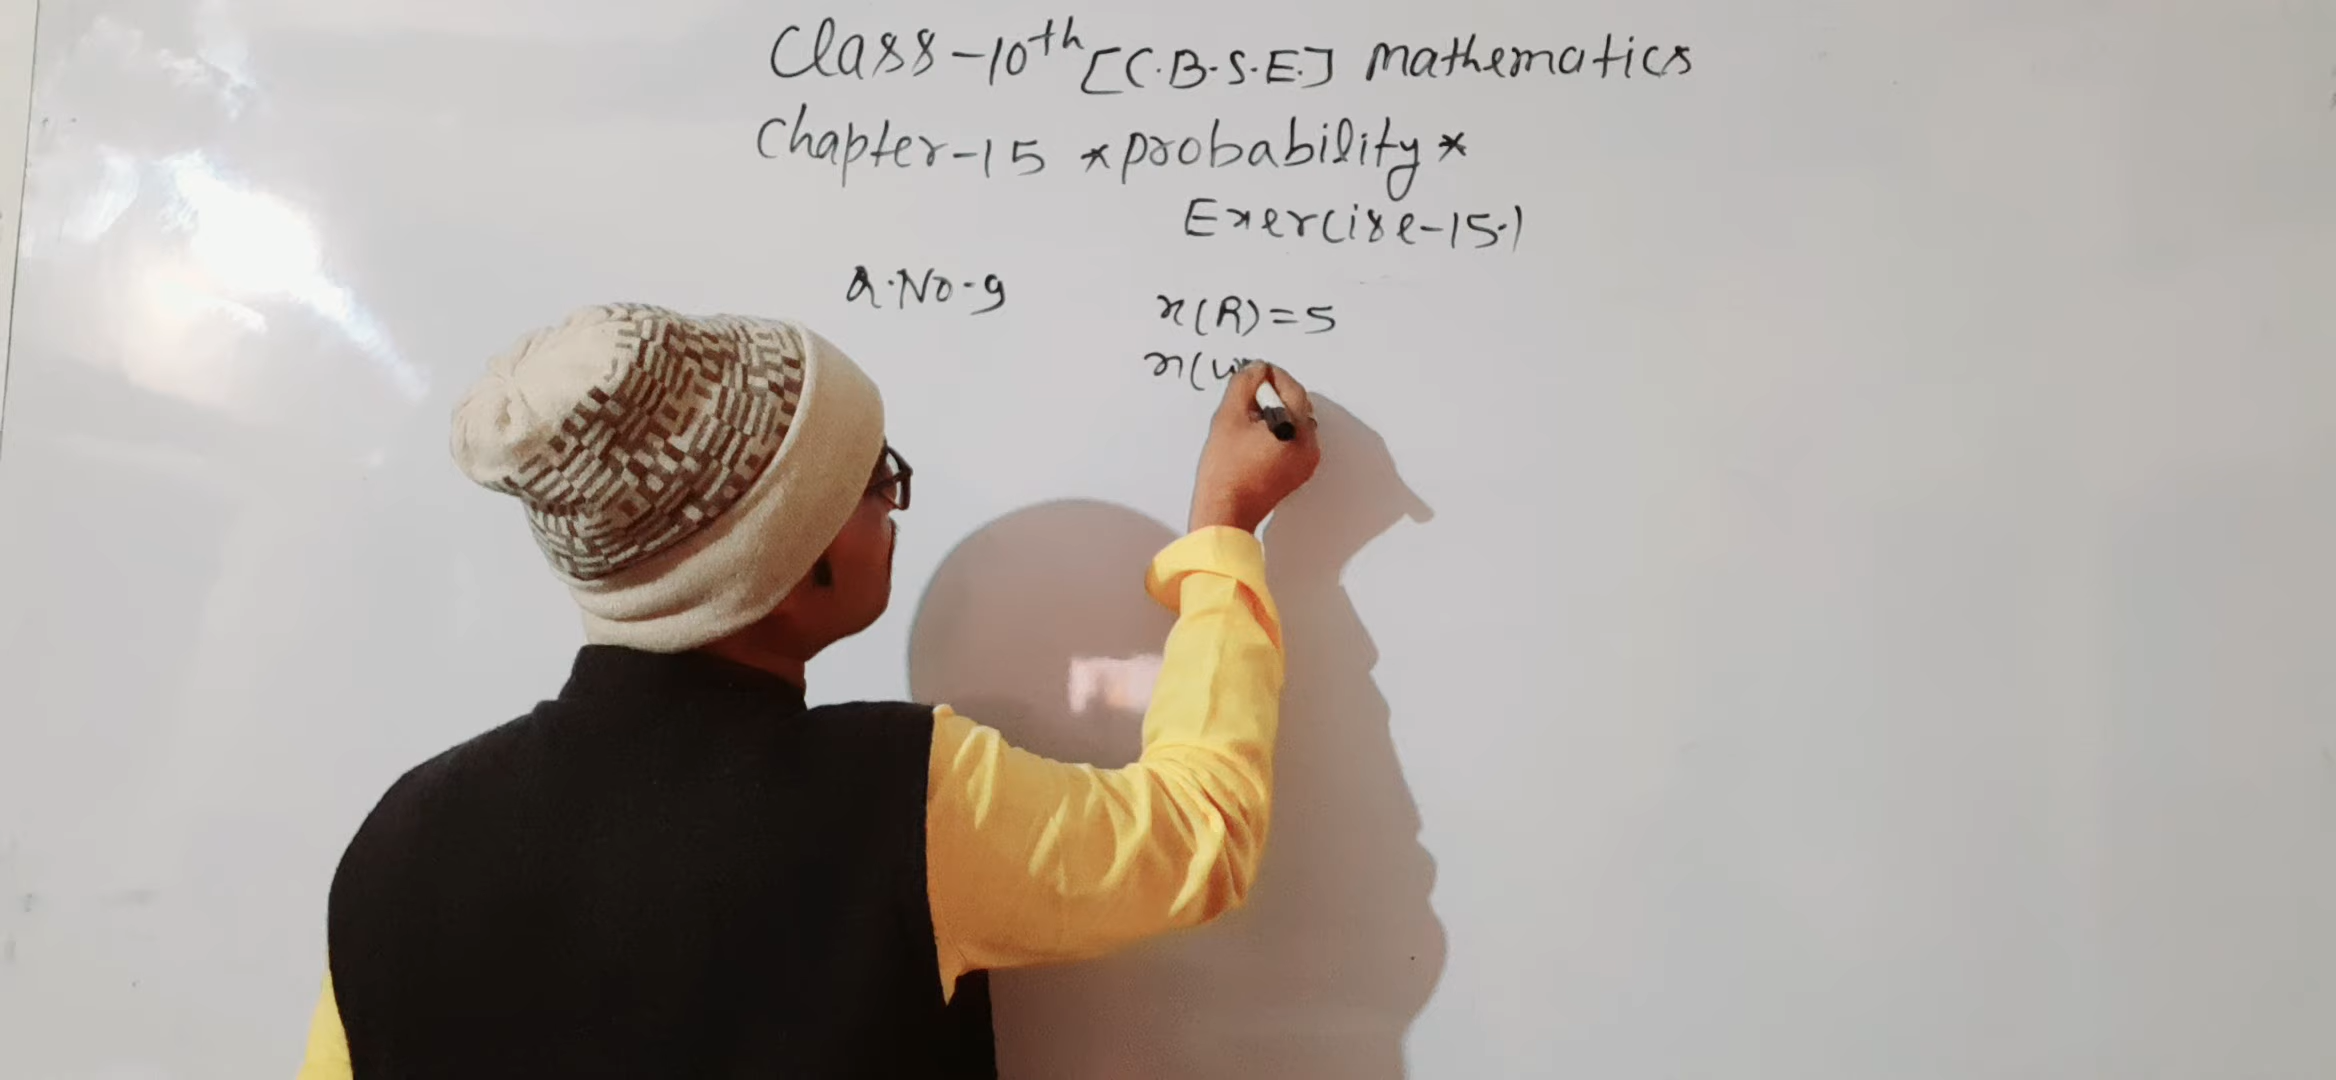 Class-10th [C.B.S.E.] Mathematics
Chapter-15 *probability*
Exercise-15.1
Q.No-9
n(R)=5
n(w